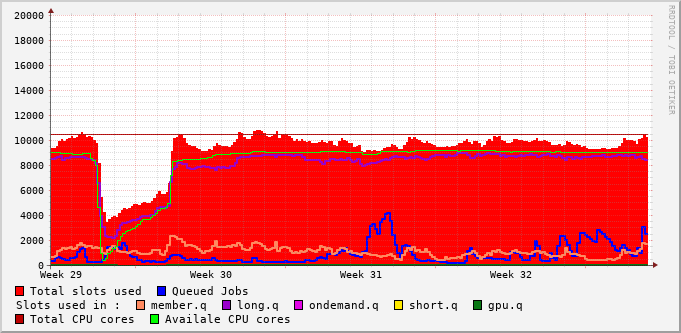 RRDTOOL / TOBI OETIKER
20000
18000
16000
14000
12000
10000
8000
6000
4000
2000
0
Week 29 Week 30 Week 31 Week 32
Total slots used Queued Jobs
Slots used in : member.q long.q ondemand.q short.q gpu.q
Total CPU cores Availale CPU cores